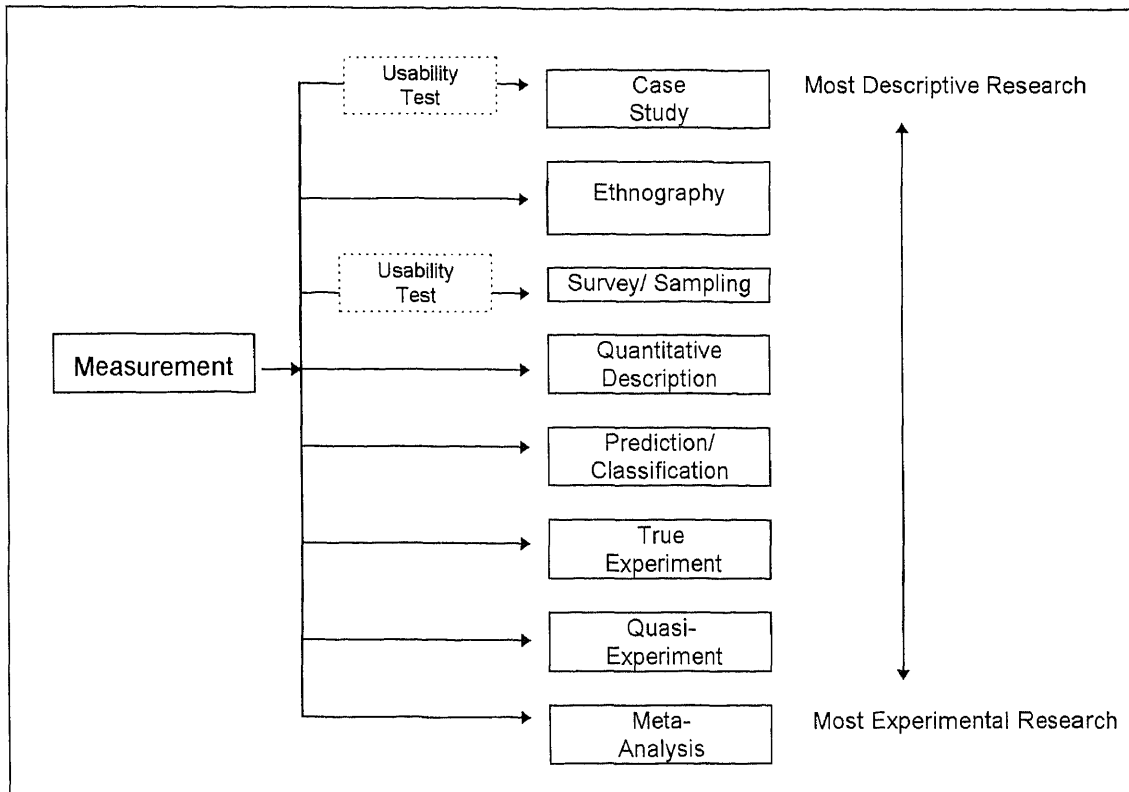 Usability
Test
Case
Study
Most Descriptive Research
Ethnography
Usability
Test
Survey/ Sampling
Measurement
Quantitative
Description
Prediction/
Classification
True
Experiment
Quasi-
Experiment
Meta-
Analysis
Most Experimental Research